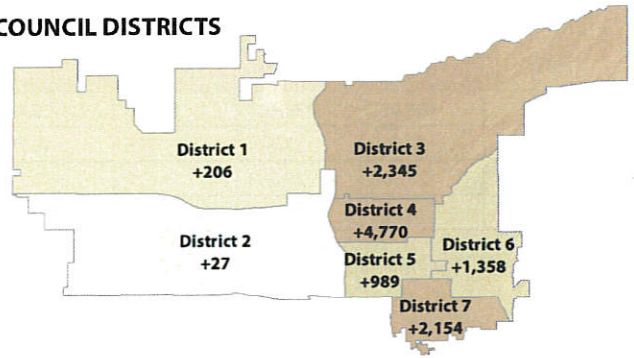 COUNCIL DISTRICTS
District 1
+206
District 3
+2,345
District 4
+4,770
District 2
+27
District 5
+989
District 6
+1,358
District 7
+2,154